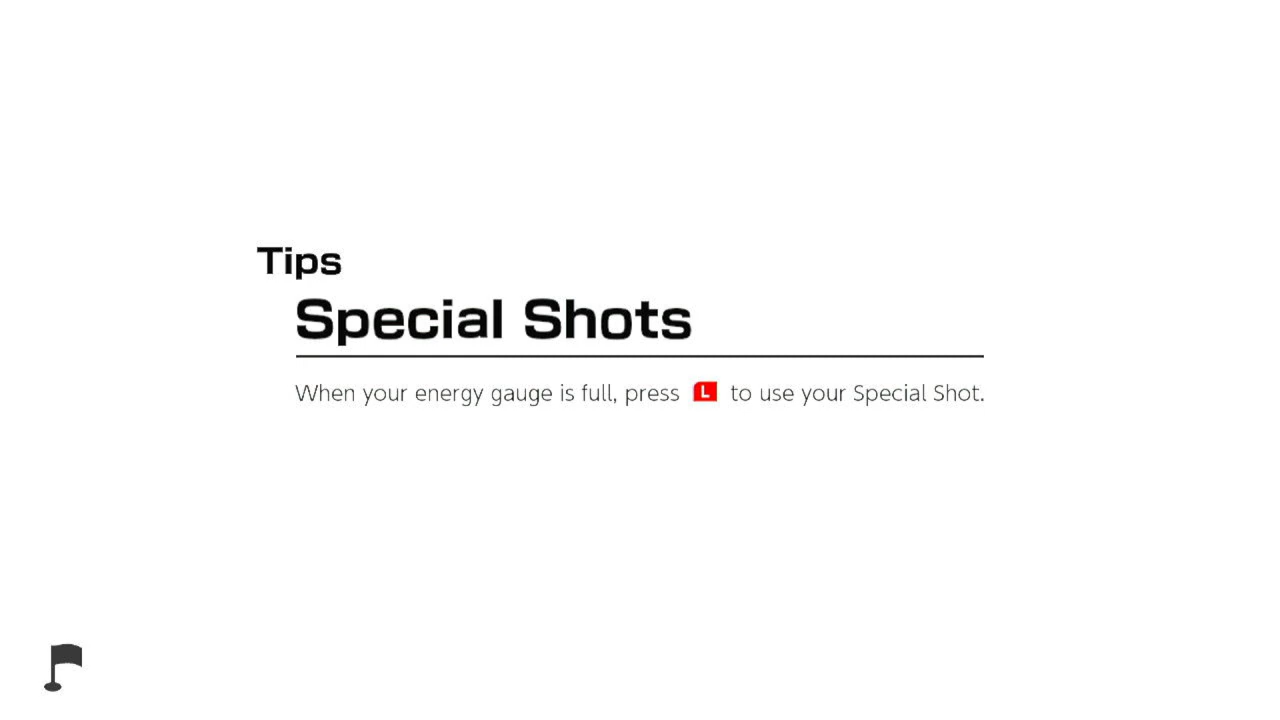 Tips
Special Shots
When your energy gauge is full, press L to use your Special Shot.